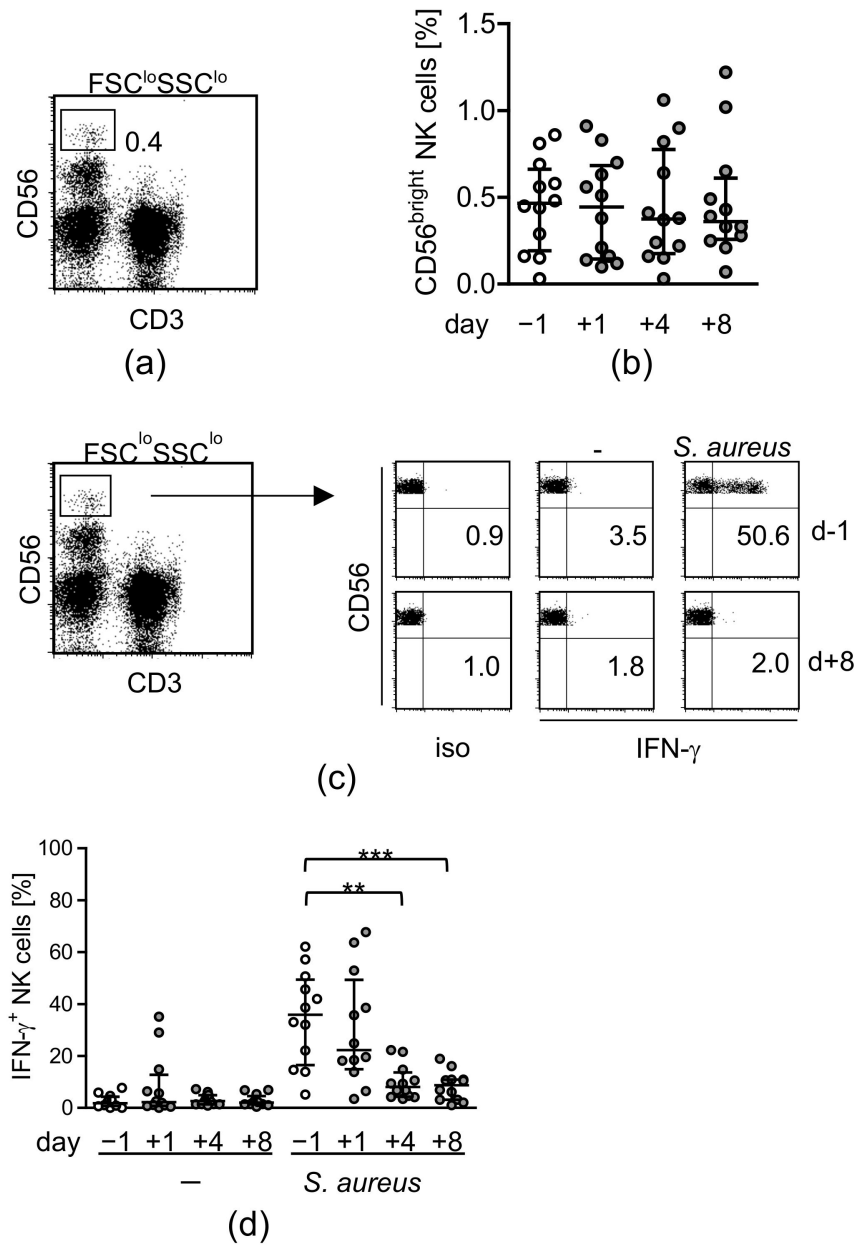 FSCˡᵒSSCˡᵒ
0.4
CD56
CD3
(a)
CD56ᵇʳⁱᵍʰᵗ NK cells [%]
1.5
1.0
0.5
0.0
day −1 +1 +4 +8
(b)
FSCˡᵒSSCˡᵒ
CD56
CD3
- S. aureus
CD56
0.9 3.5 50.6 d-1
1.0 1.8 2.0 d+8
iso IFN-γ
(c)
IFN-γ⁺ NK cells [%]
100
80
60
40
20
0
***
**
day −1 +1 +4 +8 −1 +1 +4 +8
– S. aureus
(d)